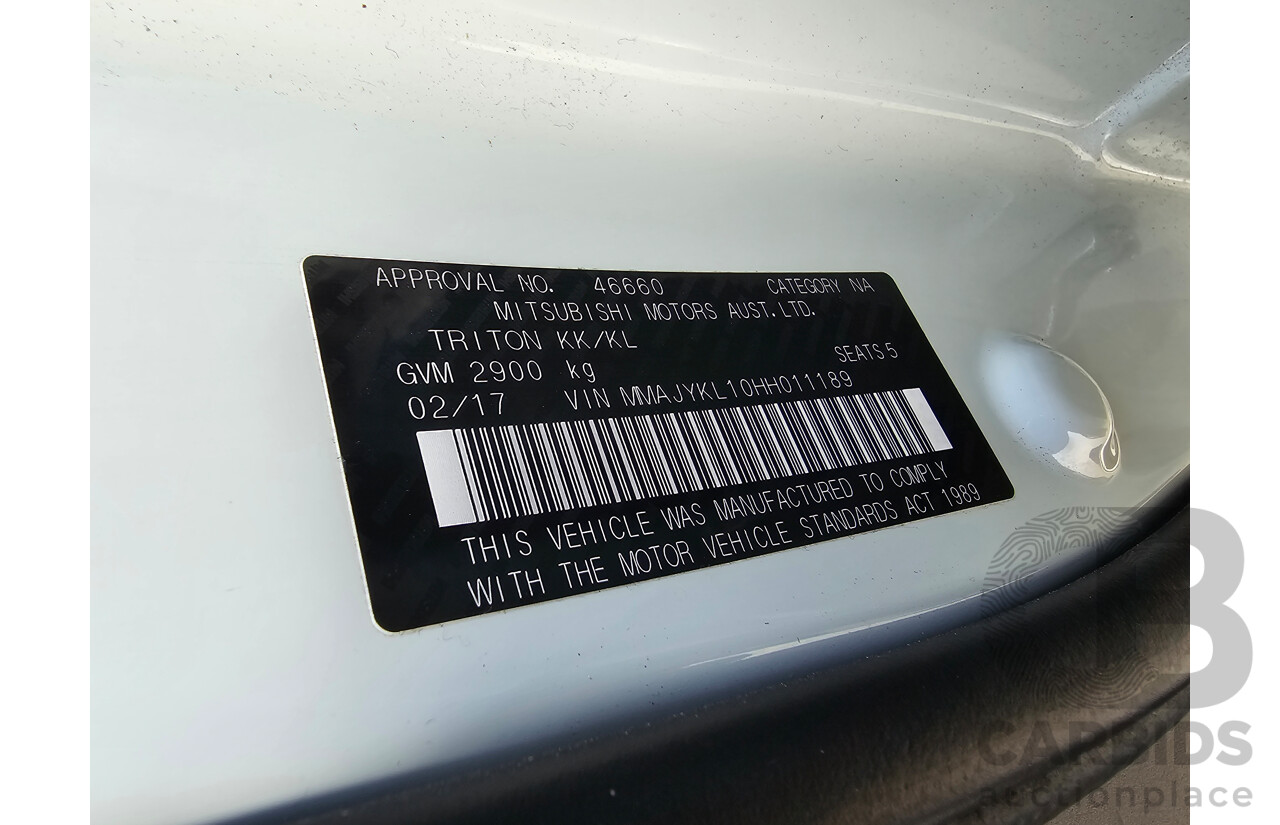 APPROVAL NO. 46660 CATEGORY NA
MITSUBISHI MOTORS AUST.LTD.
TRITON KK/KL
GVM 2900 kg SEATS 5
02/17 VIN MMAJYKL10HH011189
THIS VEHICLE WAS MANUFACTURED TO COMPLY
WITH THE MOTOR VEHICLE STANDARDS ACT 1989
CB
CARBIDS
auctionplace